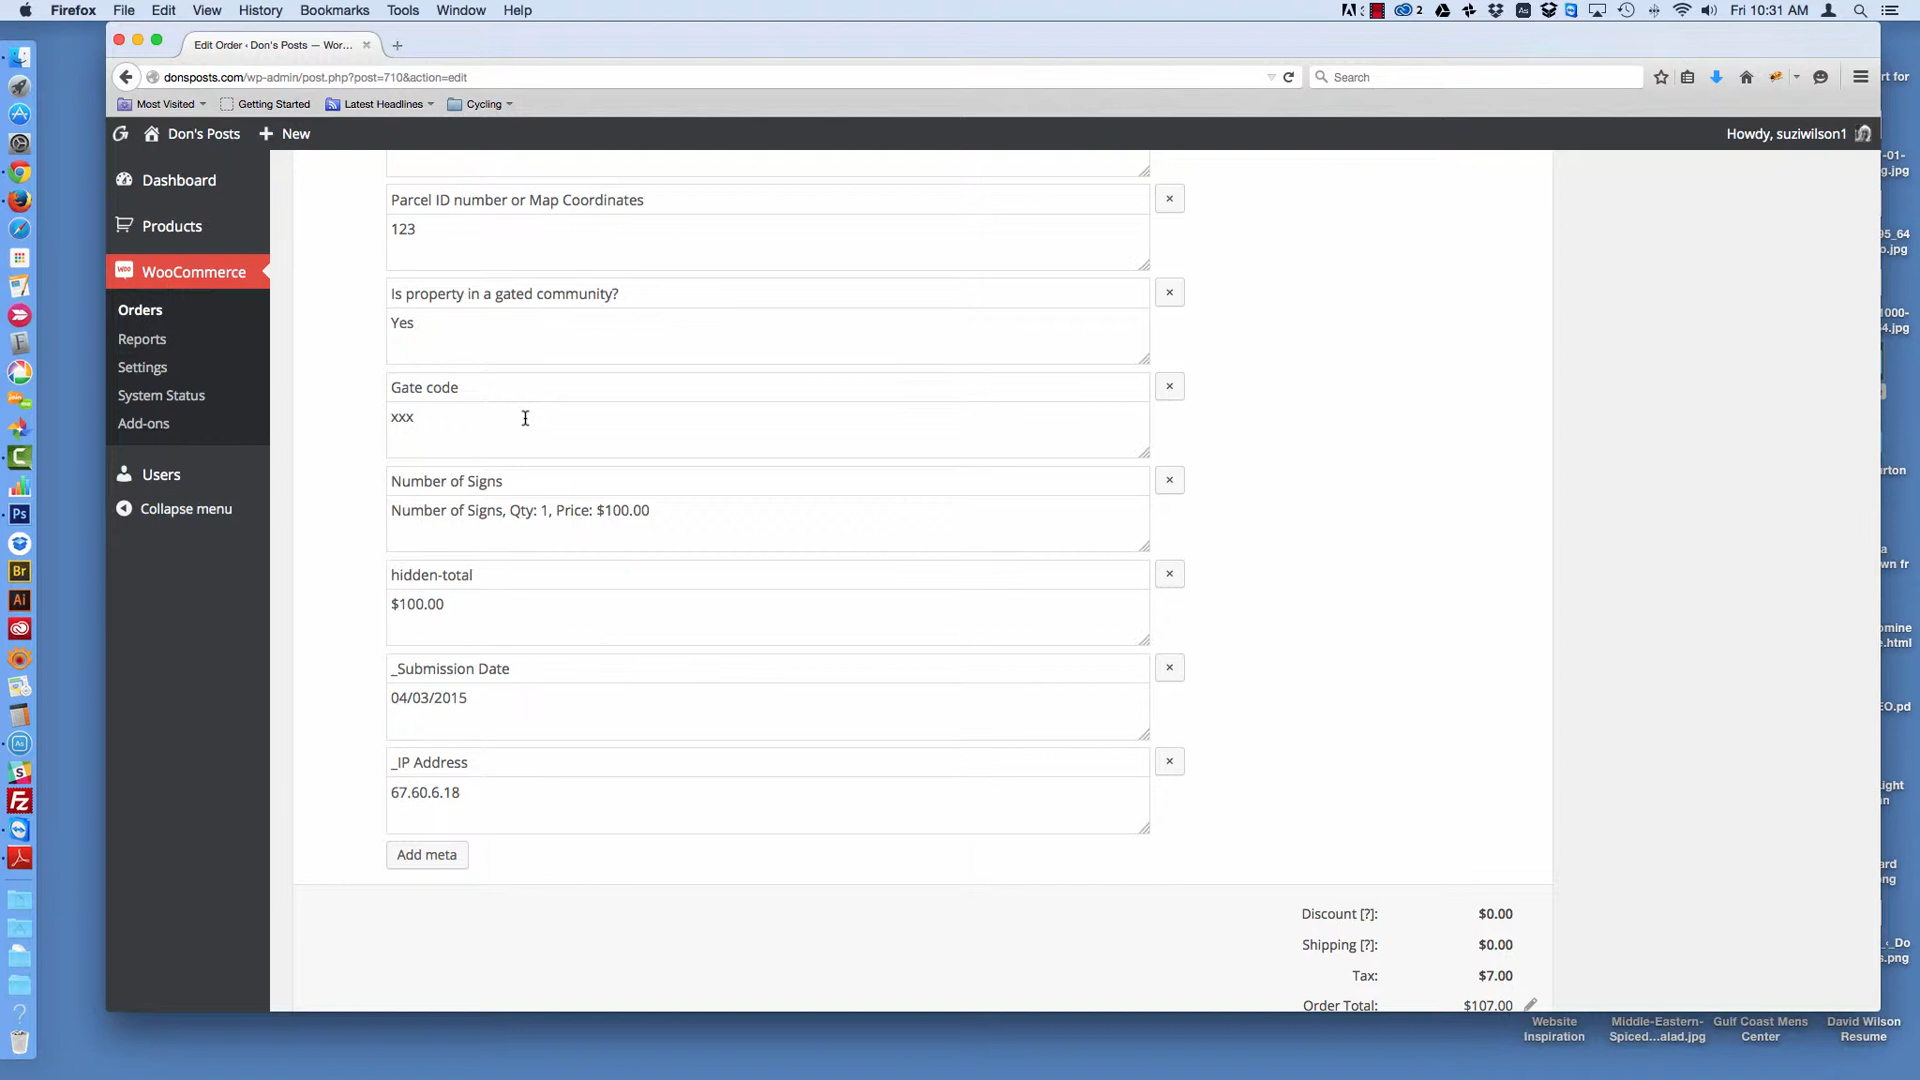 Firefox File Edit View History Bookmarks Tools Window Help
2 Fri 10:31 AM
Edit Order ‹ Don's Posts — Wor...
donsposts.com/wp-admin/post.php?post=710&action=edit
Search
Most Visited Getting Started Latest Headlines Cycling
Don's Posts New Howdy, suziwilson1
Dashboard
Products
WooCommerce
Orders
Reports
Settings
System Status
Add-ons
Users
Collapse menu
Parcel ID number or Map Coordinates
123
Is property in a gated community?
Yes
Gate code
xxx
Number of Signs
Number of Signs, Qty: 1, Price: $100.00
hidden-total
$100.00
_Submission Date
04/03/2015
_IP Address
67.60.6.18
Add meta
Discount [?]: $0.00
Shipping [?]: $0.00
Tax: $7.00
Order Total: $107.00
Website
Inspiration
Middle-Eastern-
Spiced...alad.jpg
Gulf Coast Mens
Center
David Wilson
Resume